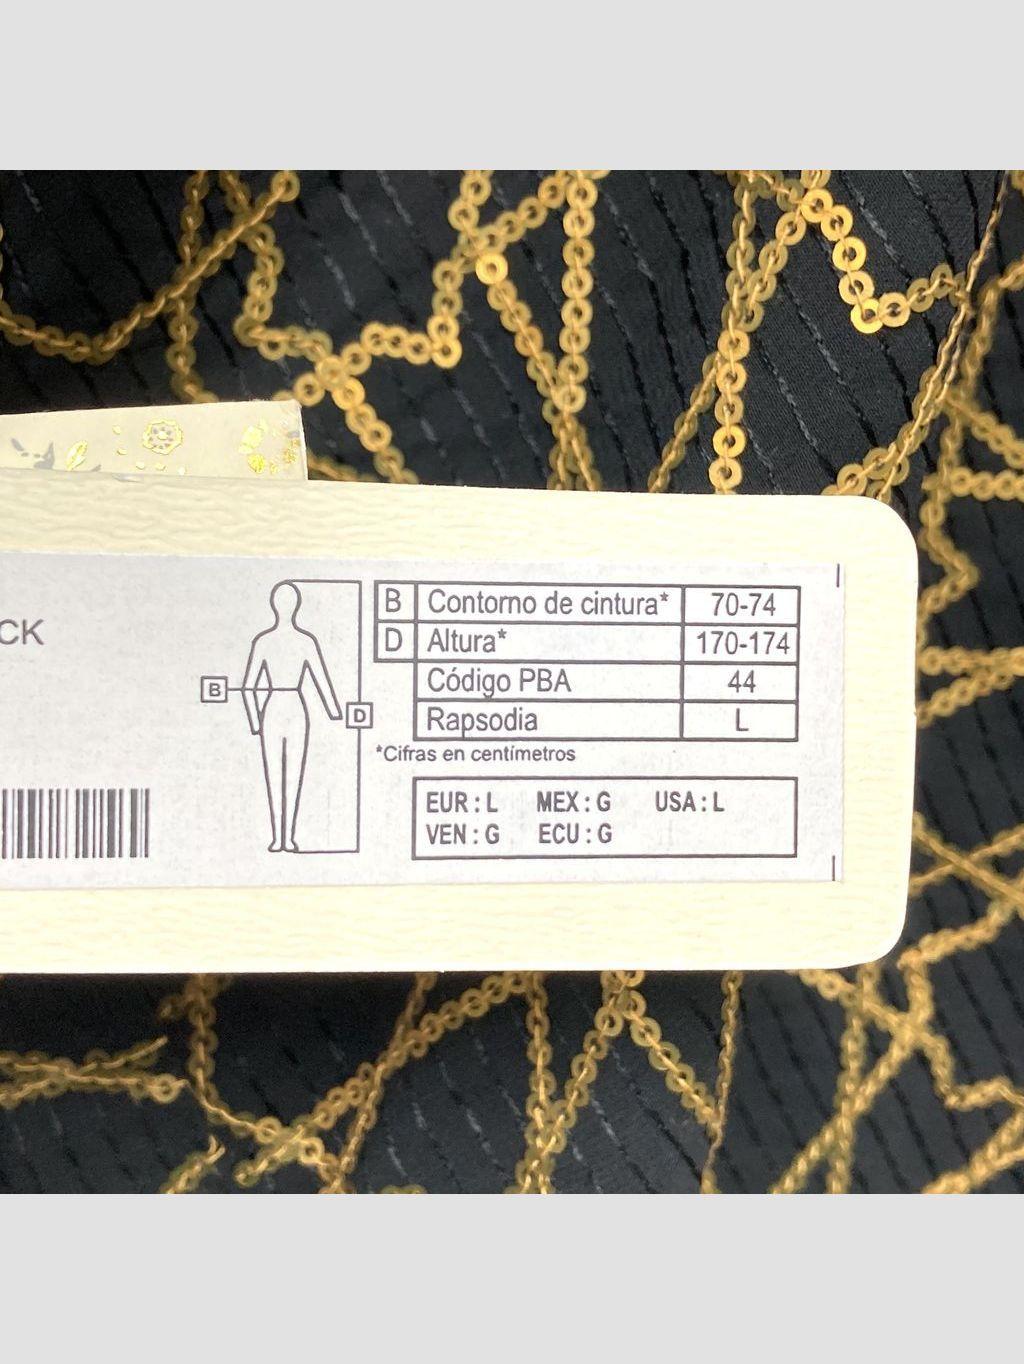 CK
B Contorno de cintura* 70-74
D Altura* 170-174
Código PBA 44
Rapsodia L
B
D
*Cifras en centímetros
EUR : L MEX : G USA : L
VEN : G ECU : G